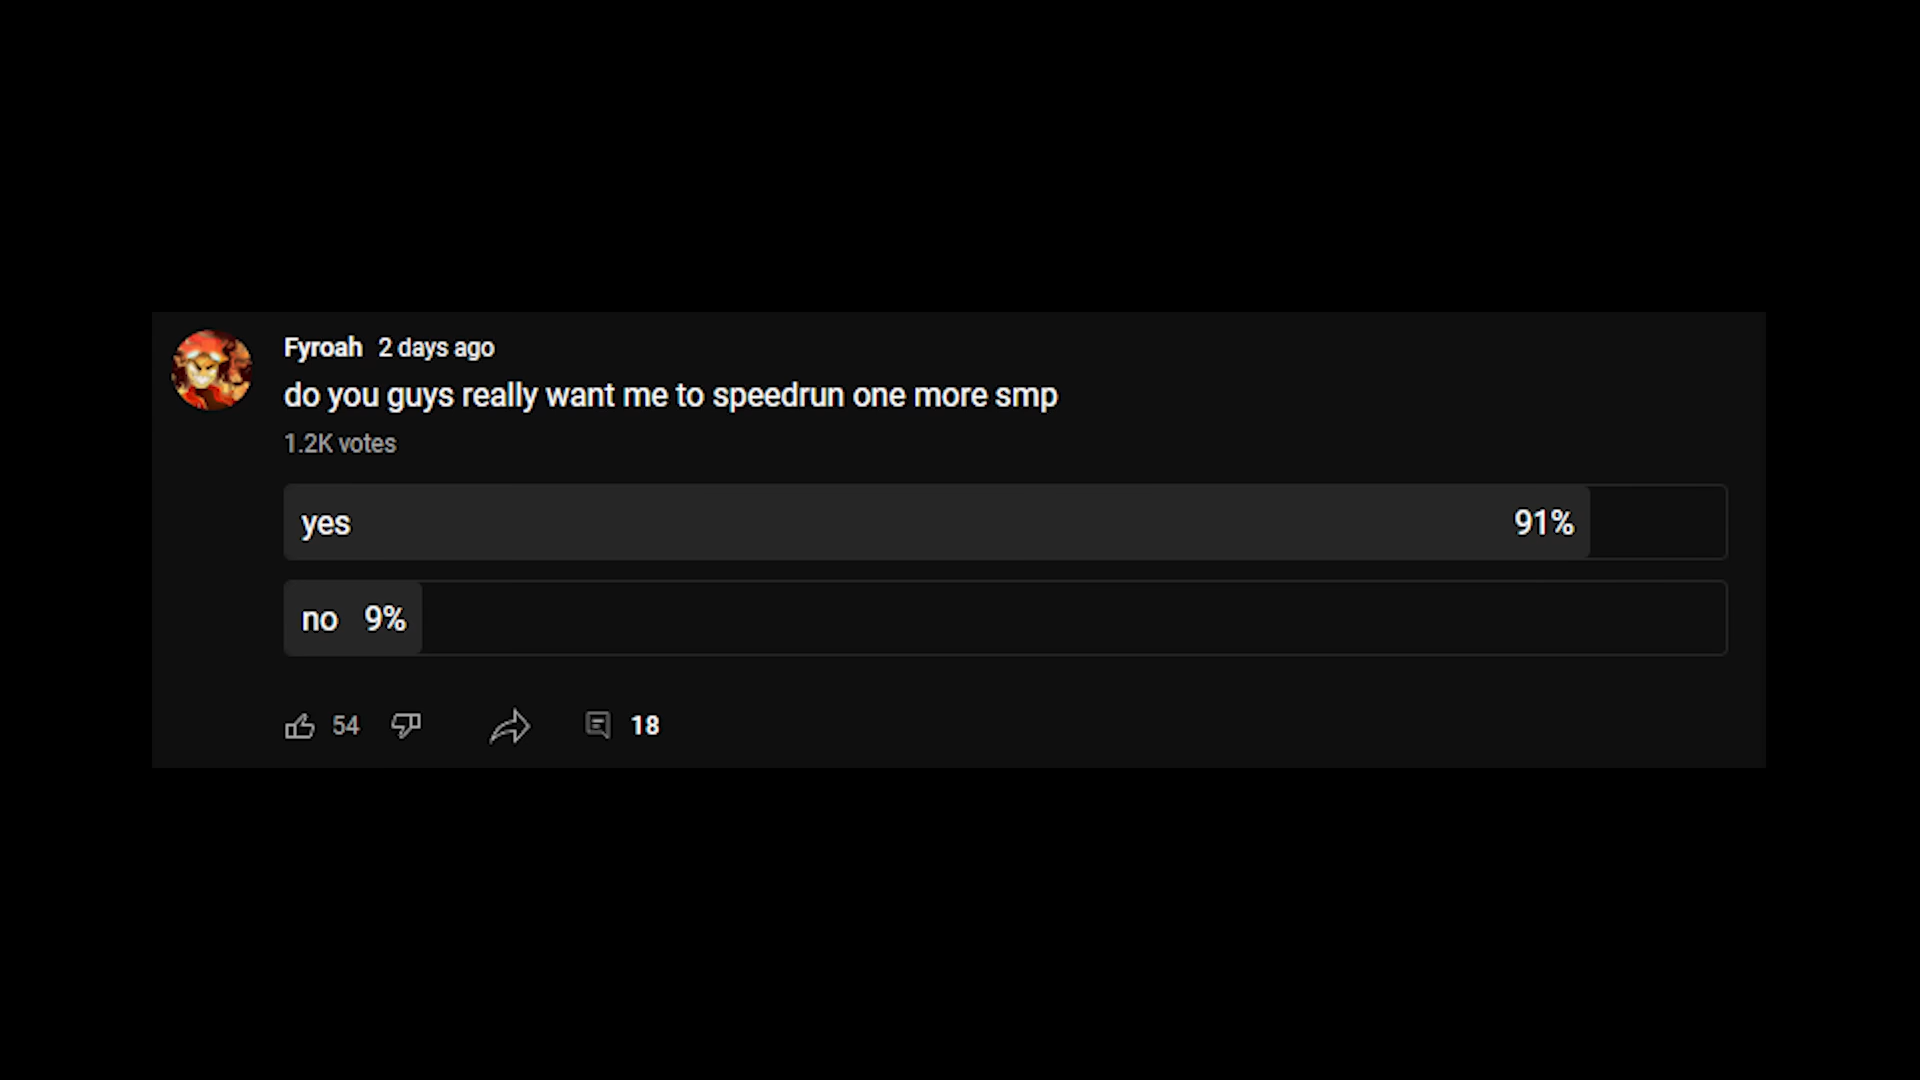 Fyroah 2 days ago
do you guys really want me to speedrun one more smp
1.2K votes
yes 91%
no 9%
54 18